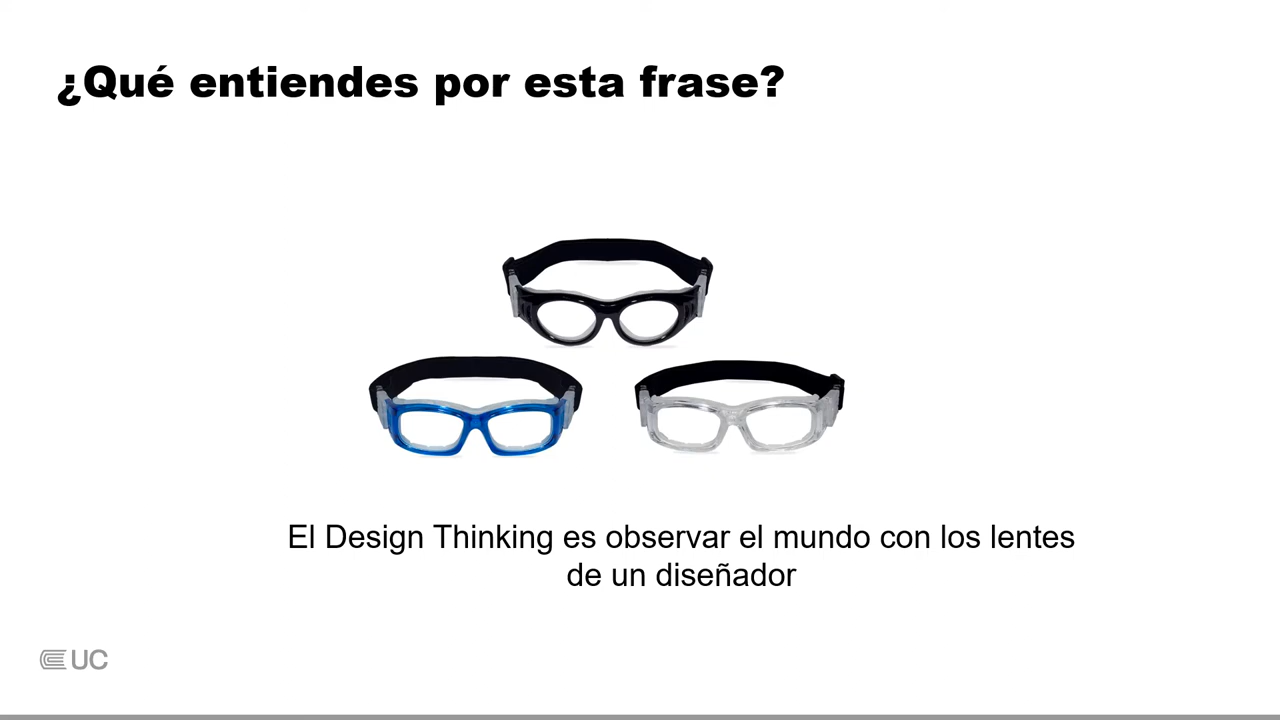 ¿Qué entiendes por esta frase?
El Design Thinking es observar el mundo con los lentes
de un diseñador
UC